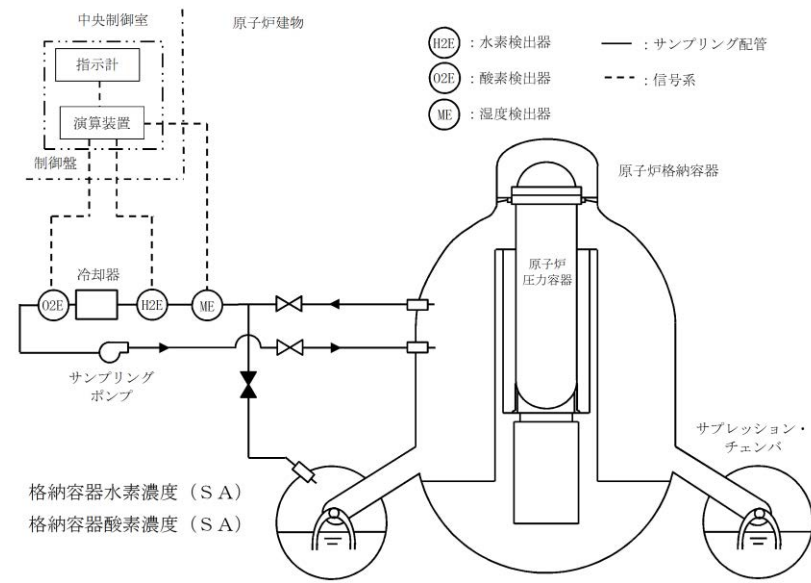 中央制御室
原子炉建物
指示計
演算装置
制御盤
H2E：水素検出器
O2E：酸素検出器
ME：湿度検出器
：サンプリング配管
：信号系
原子炉格納容器
原子炉
圧力容器
冷却器
O2E
H2E
ME
サンプリング
ポンプ
サプレッション・
チェンバ
格納容器水素濃度（ＳＡ）
格納容器酸素濃度（ＳＡ）